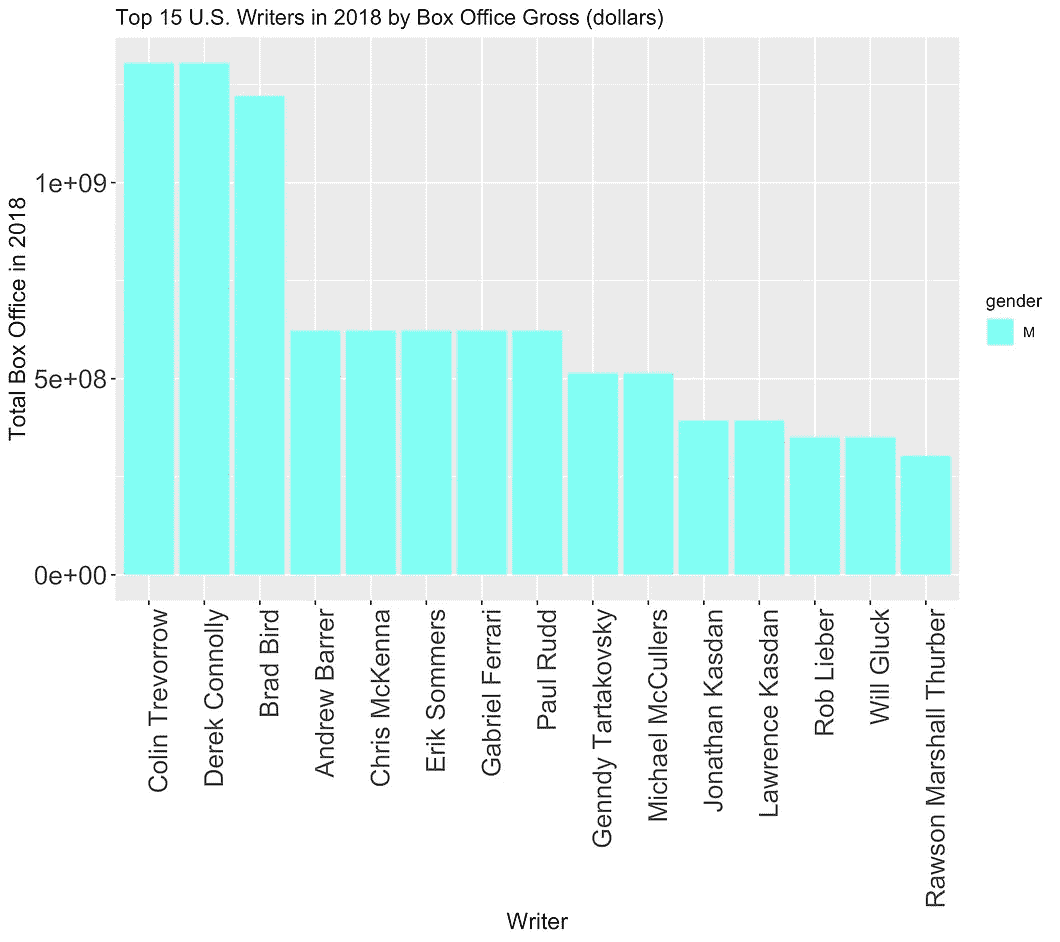 Top 15 U.S. Writers in 2018 by Box Office Gross (dollars)
Total Box Office in 2018
1e+09
5e+08
0e+00
gender
M
Colin Trevorrow
Derek Connolly
Brad Bird
Andrew Barrer
Chris McKenna
Erik Sommers
Gabriel Ferrari
Paul Rudd
Genndy Tartakovsky
Michael McCullers
Jonathan Kasdan
Lawrence Kasdan
Rob Lieber
Will Gluck
Rawson Marshall Thurber
Writer